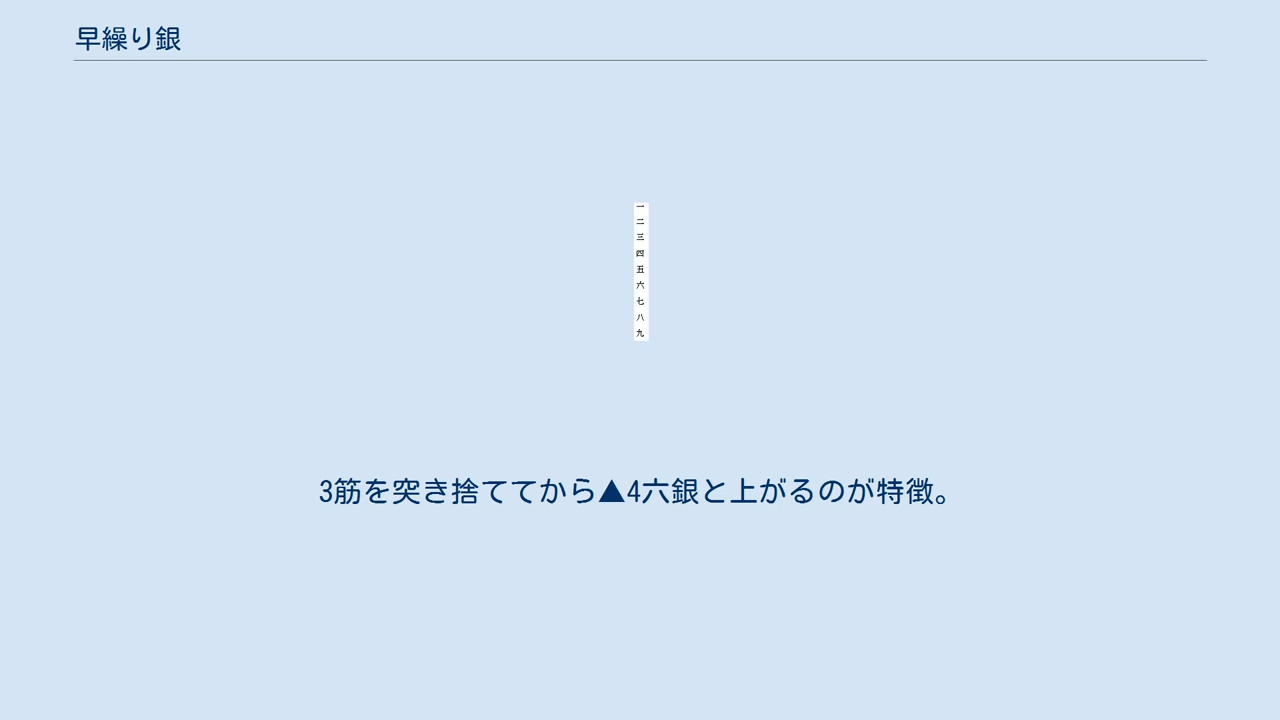 早繰り銀
一
二
三
四
五
六
七
八
九
3筋を突き捨ててから▲4六銀と上がるのが特徴。